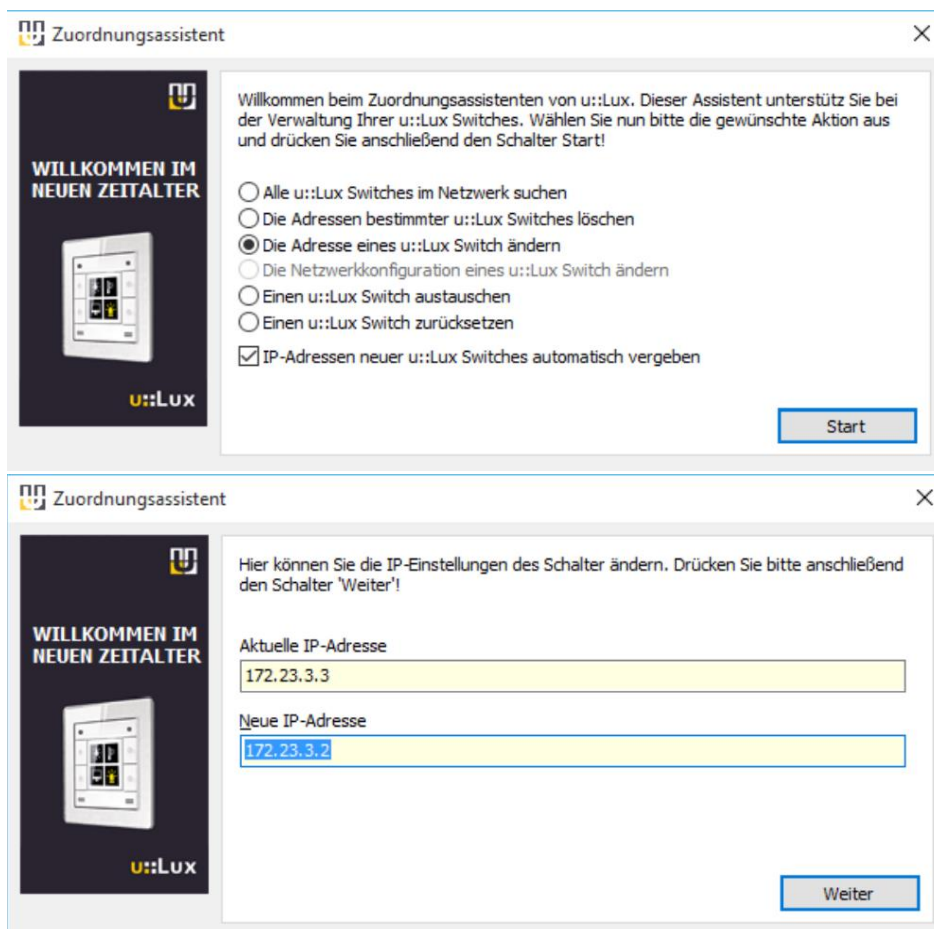 Zuordnungsassistent
WILLKOMMEN IM
NEUEN ZEITALTER
u::Lux
Willkommen beim Zuordnungsassistenten von u::Lux. Dieser Assistent unterstütz Sie bei
der Verwaltung Ihrer u::Lux Switches. Wählen Sie nun bitte die gewünschte Aktion aus
und drücken Sie anschließend den Schalter Start!
Alle u::Lux Switches im Netzwerk suchen
Die Adressen bestimmter u::Lux Switches löschen
Die Adresse eines u::Lux Switch ändern
Die Netzwerkkonfiguration eines u::Lux Switch ändern
Einen u::Lux Switch austauschen
Einen u::Lux Switch zurücksetzen
IP-Adressen neuer u::Lux Switches automatisch vergeben
Start
Zuordnungsassistent
WILLKOMMEN IM
NEUEN ZEITALTER
u::Lux
Hier können Sie die IP-Einstellungen des Schalter ändern. Drücken Sie bitte anschließend
den Schalter 'Weiter'!
Aktuelle IP-Adresse
172.23.3.3
Neue IP-Adresse
172.23.3.2
Weiter